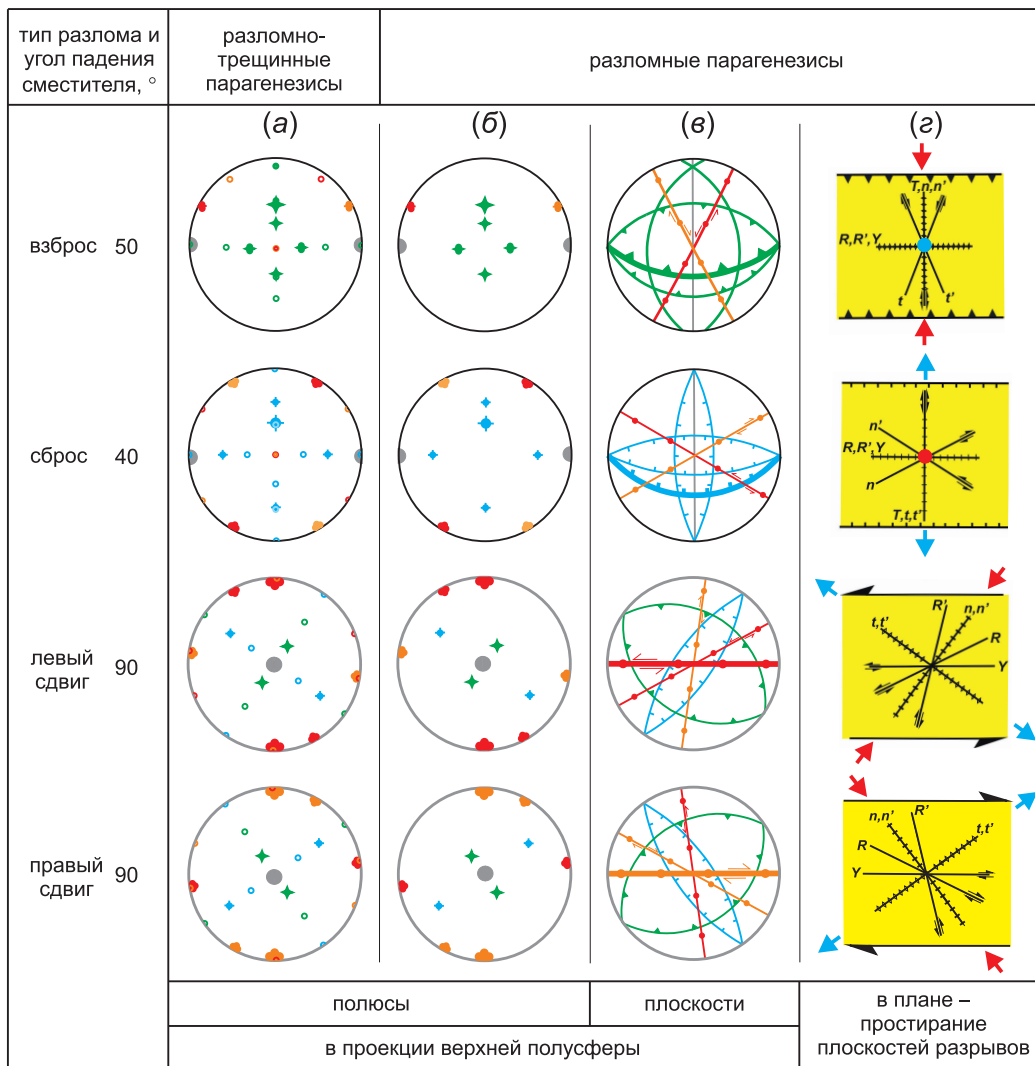 тип разлома и
угол падения
сместителя, °
разломно-
трещинные
парагенезисы
разломные парагенезисы
(а)
(б)
(в)
(г)
взброс 50
T,n,n'
R,R',Y
t
t'
сброс 40
n'
R,R',Y
n
T,t,t'
левый
сдвиг
90
R'
n,n'
t,t'
R
Y
правый
сдвиг
90
R'
n,n'
t,t'
R
Y
полюсы
плоскости
в проекции верхней полусферы
в плане –
простирание
плоскостей разрывов